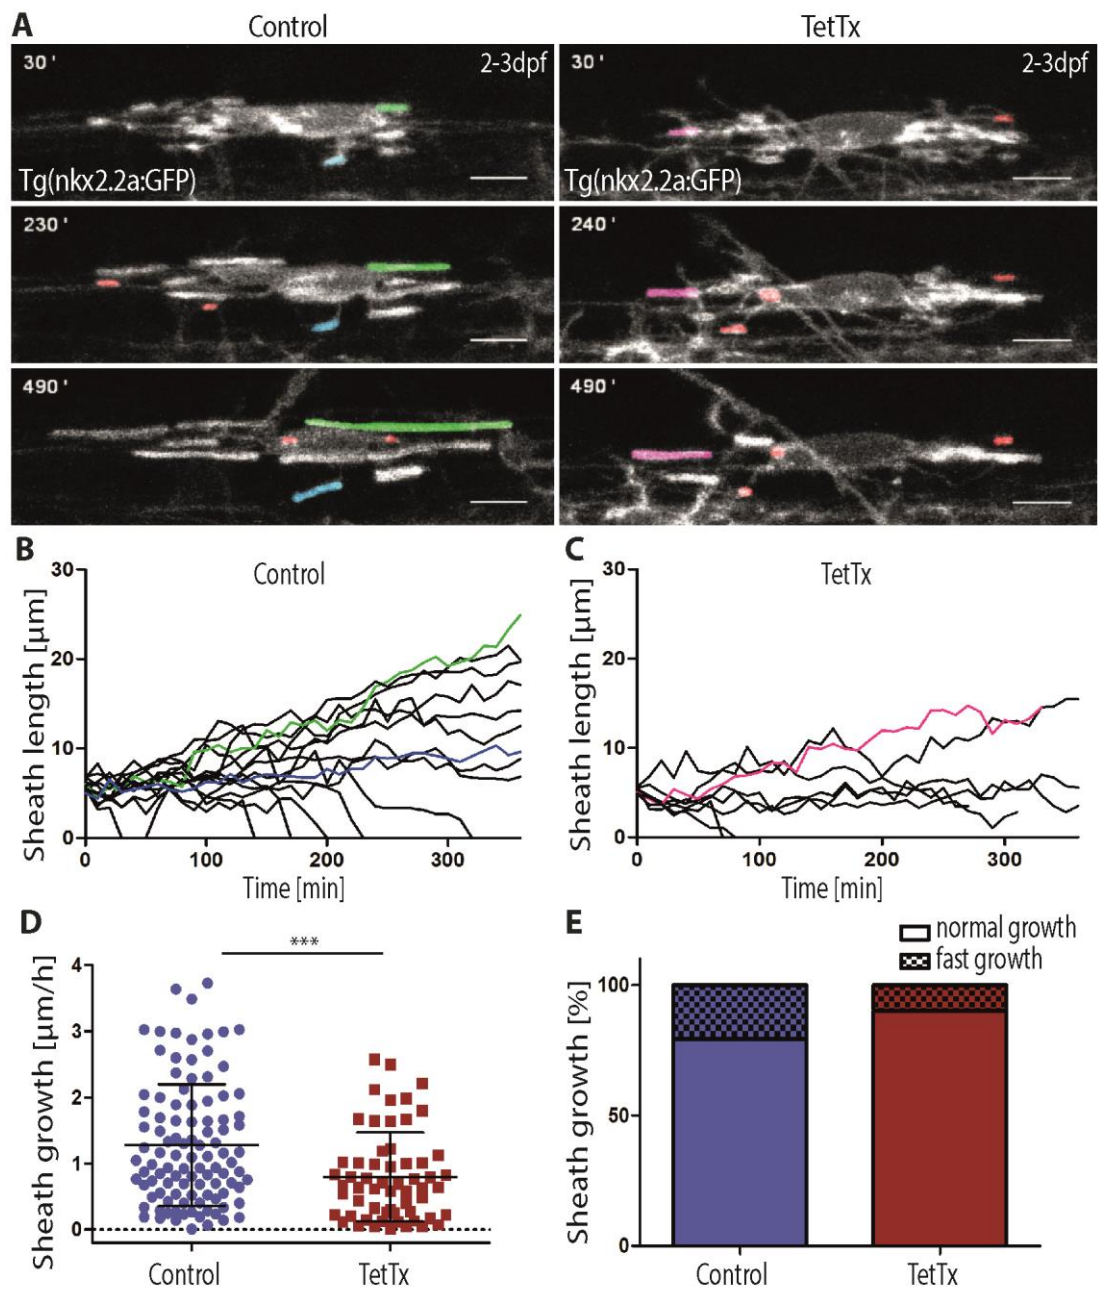 A
Control
TetTx
30 '
2-3dpf
Tg(nkx2.2a:GFP)
30 '
2-3dpf
Tg(nkx2.2a:GFP)
230 '
240 '
490 '
490 '
B
Control
Sheath length [µm]
30
20
10
0
0 100 200 300
Time [min]
C
TetTx
Sheath length [µm]
30
20
10
0
0 100 200 300
Time [min]
D
***
Sheath growth [µm/h]
4
3
2
1
0
Control TetTx
E
normal growth
fast growth
Sheath growth [%]
100
50
0
Control TetTx